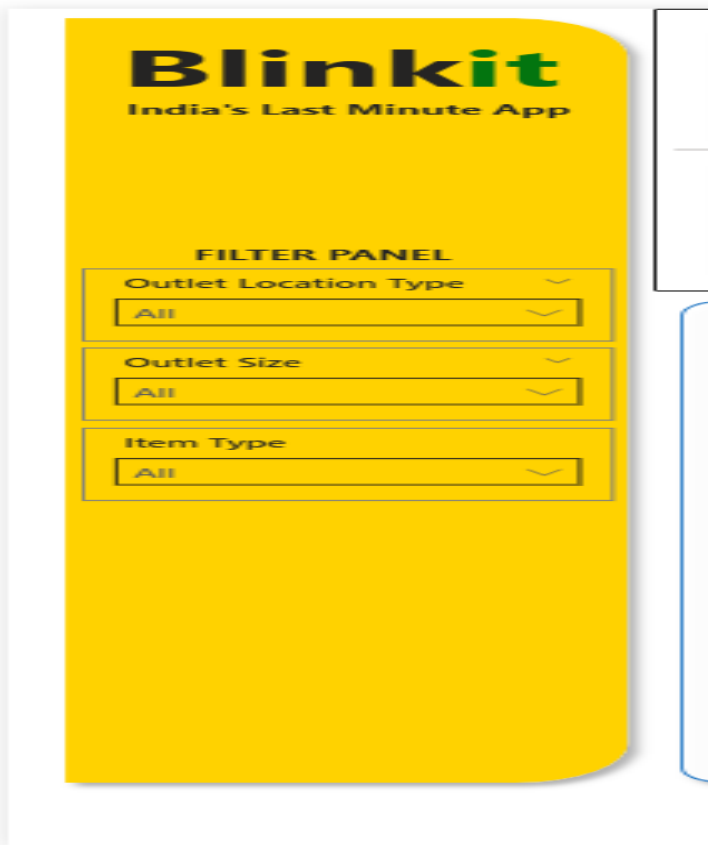 Blinkit
India's Last Minute App
FILTER PANEL
Outlet Location Type
All
Outlet Size
All
Item Type
All